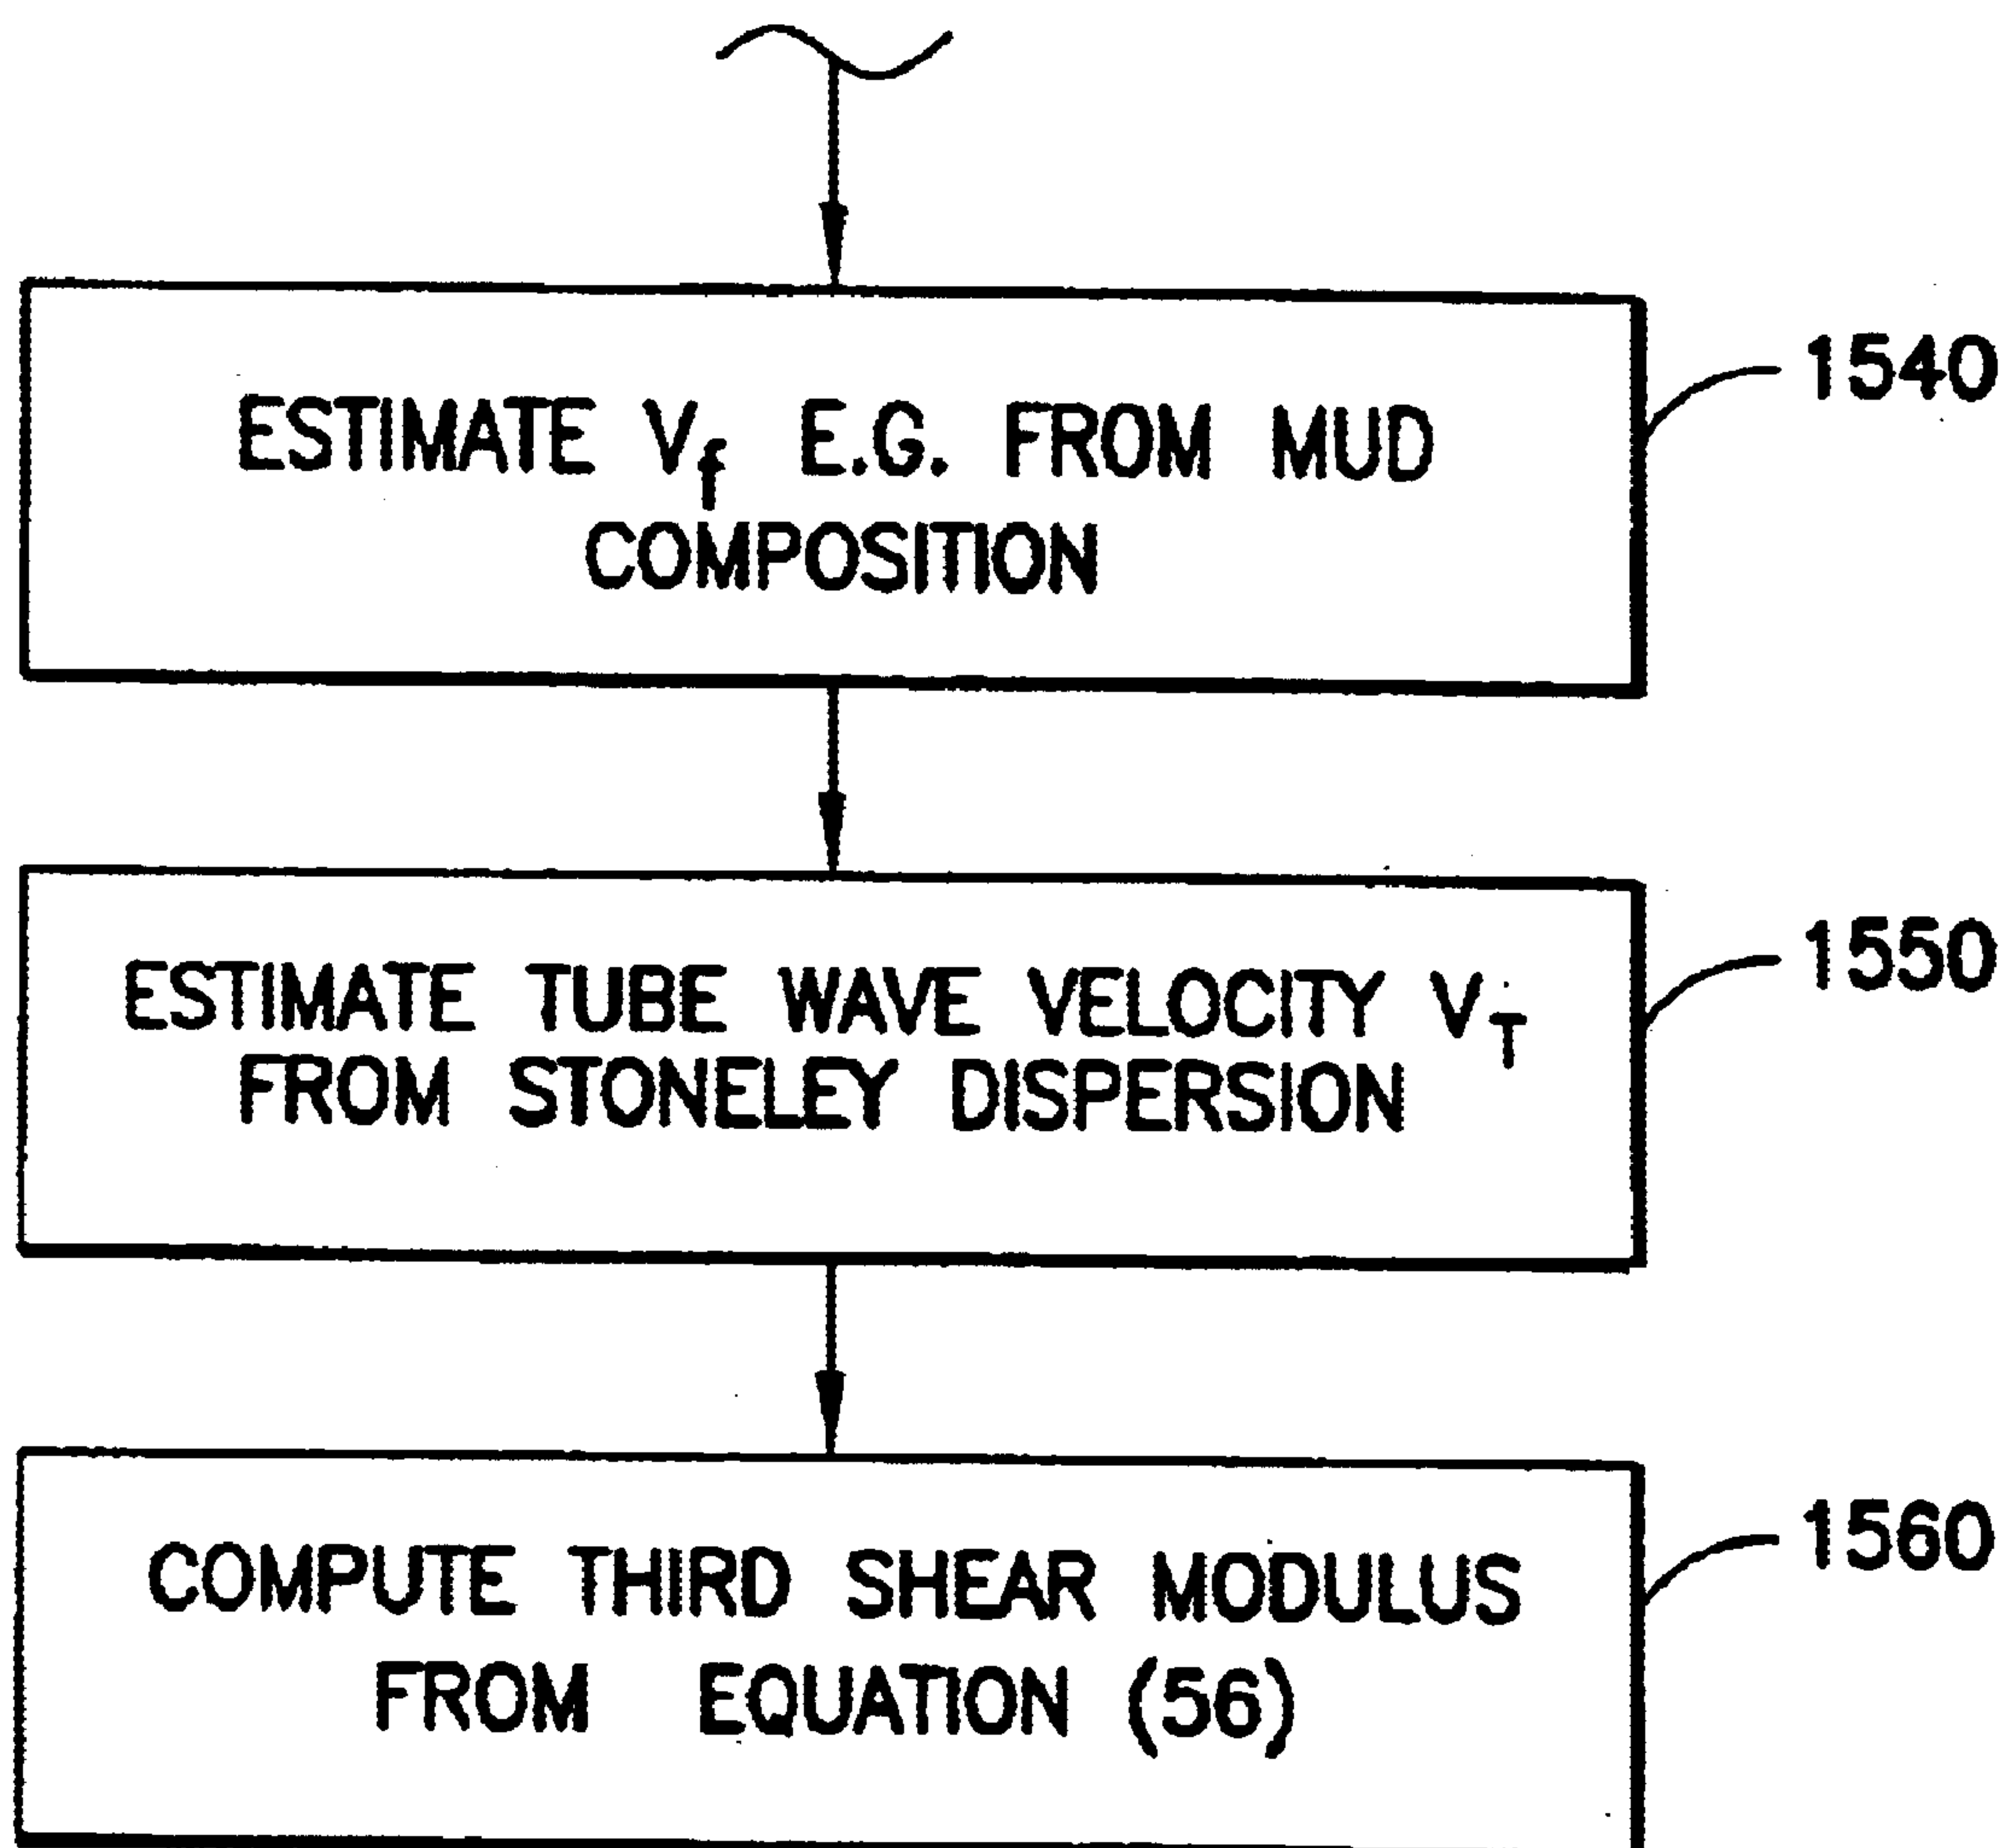 ESTIMATE Vf E.G. FROM MUD
COMPOSITION
1540
ESTIMATE TUBE WAVE VELOCITY VT
FROM STONELEY DISPERSION
1550
COMPUTE THIRD SHEAR MODULUS
FROM EQUATION (56)
1560